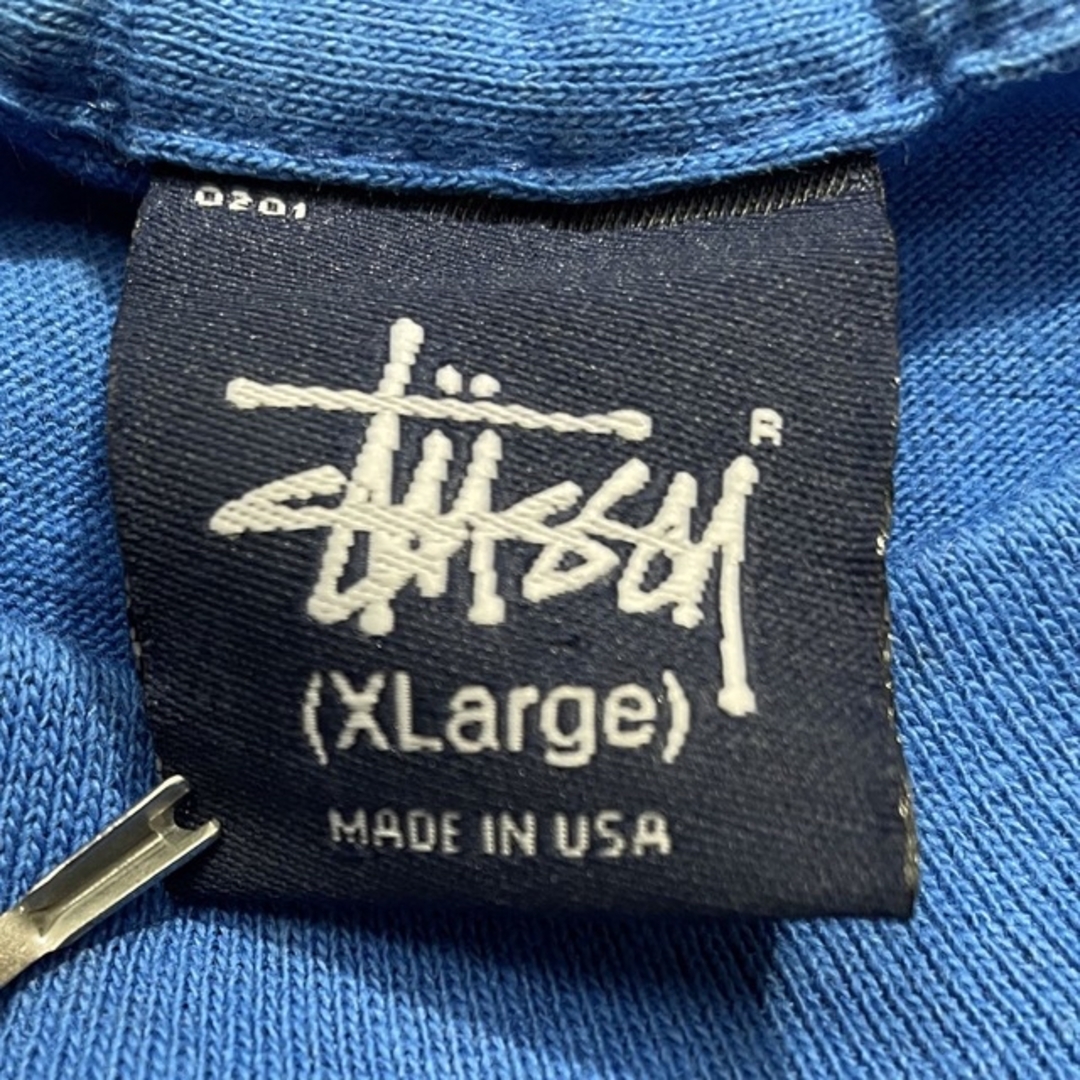 0201
Stüssy
R
(XLarge)
MADE IN USA